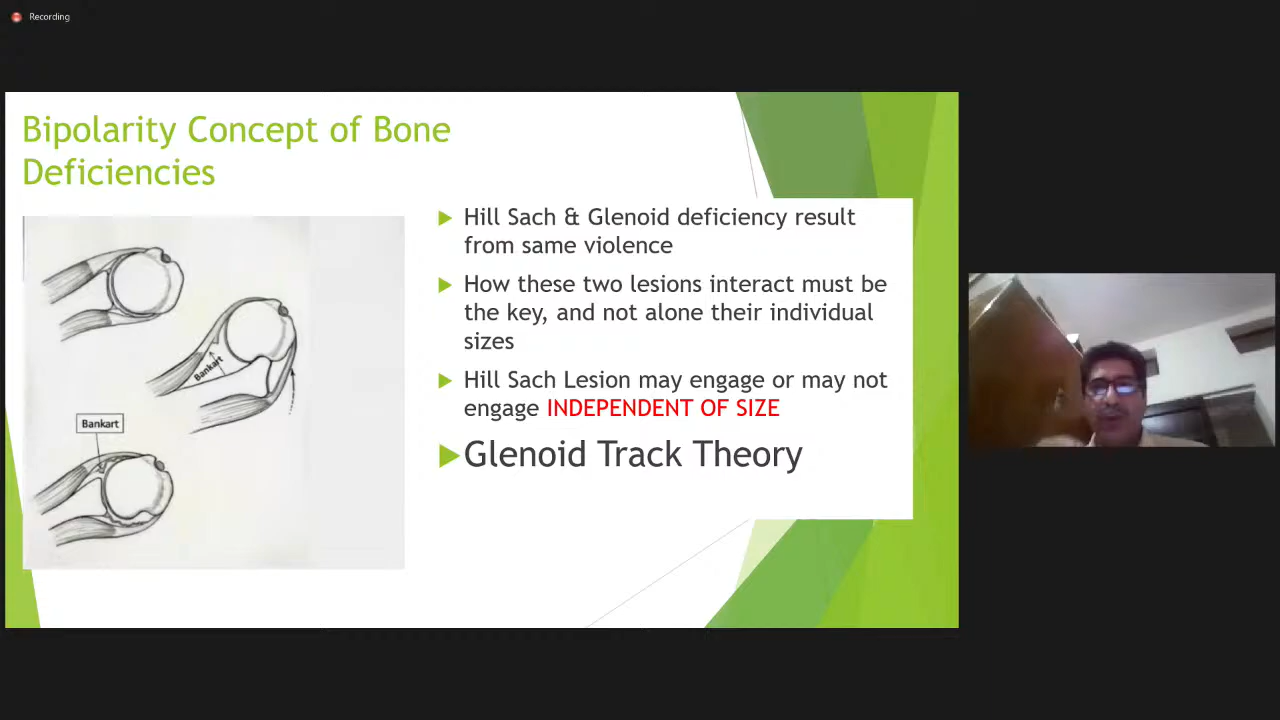 Recording
Bipolarity Concept of Bone
Deficiencies
Bankart
Bankart
▶ Hill Sach & Glenoid deficiency result
from same violence
▶ How these two lesions interact must be
the key, and not alone their individual
sizes
▶ Hill Sach Lesion may engage or may not
engage INDEPENDENT OF SIZE
▶ Glenoid Track Theory